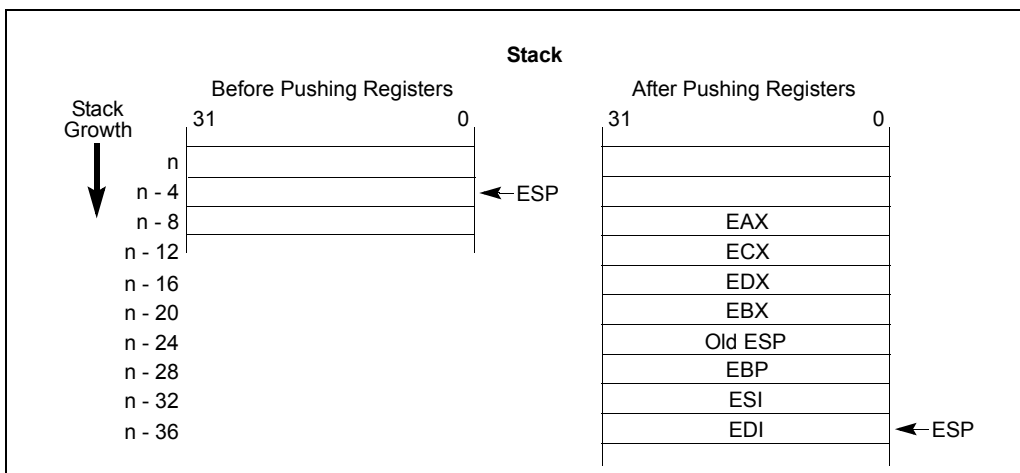 Stack
Before Pushing Registers After Pushing Registers
Stack
Growth
31 0 31 0
n
n - 4 ESP
n - 8 EAX
n - 12 ECX
n - 16 EDX
n - 20 EBX
n - 24 Old ESP
n - 28 EBP
n - 32 ESI
n - 36 EDI ESP